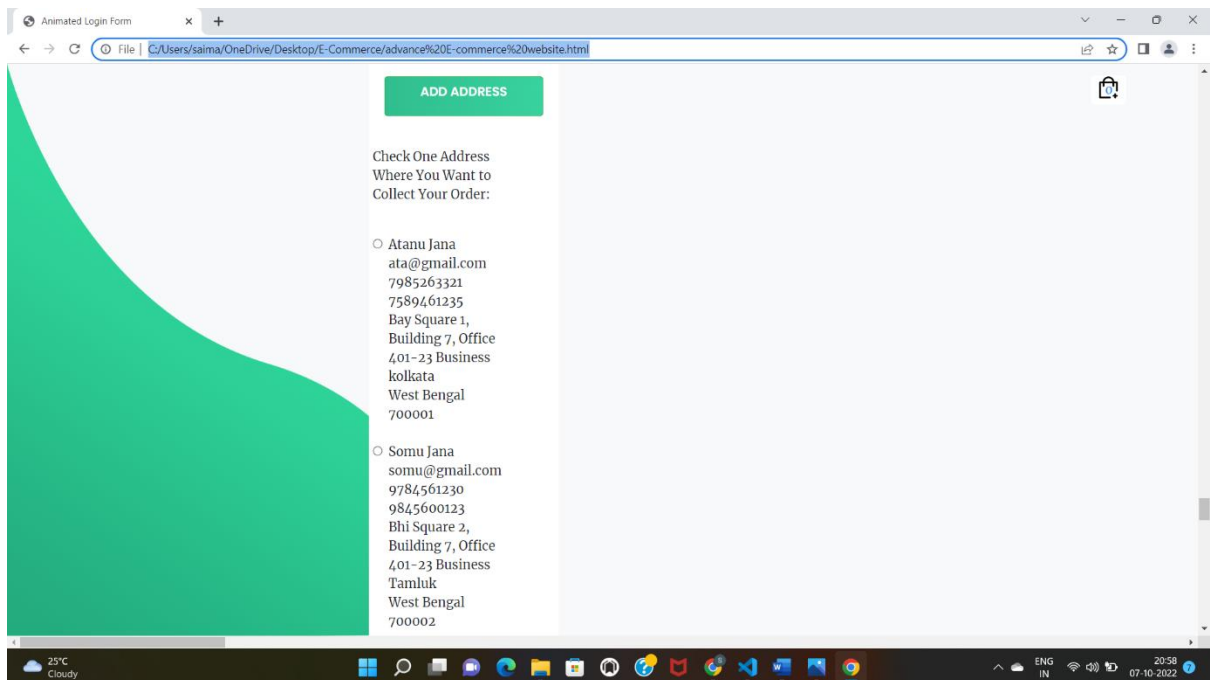 Animated Login Form
File | C:/Users/saima/OneDrive/Desktop/E-Commerce/advance%20E-commerce%20website.html
ADD ADDRESS
0
Check One Address
Where You Want to
Collect Your Order:
Atanu Jana
ata@gmail.com
7985263321
7589461235
Bay Square 1,
Building 7, Office
401-23 Business
kolkata
West Bengal
700001
Somu Jana
somu@gmail.com
9784561230
9845600123
Bhi Square 2,
Building 7, Office
401-23 Business
Tamluk
West Bengal
700002
25°C
Cloudy
ENG
IN
20:58
07-10-2022
7